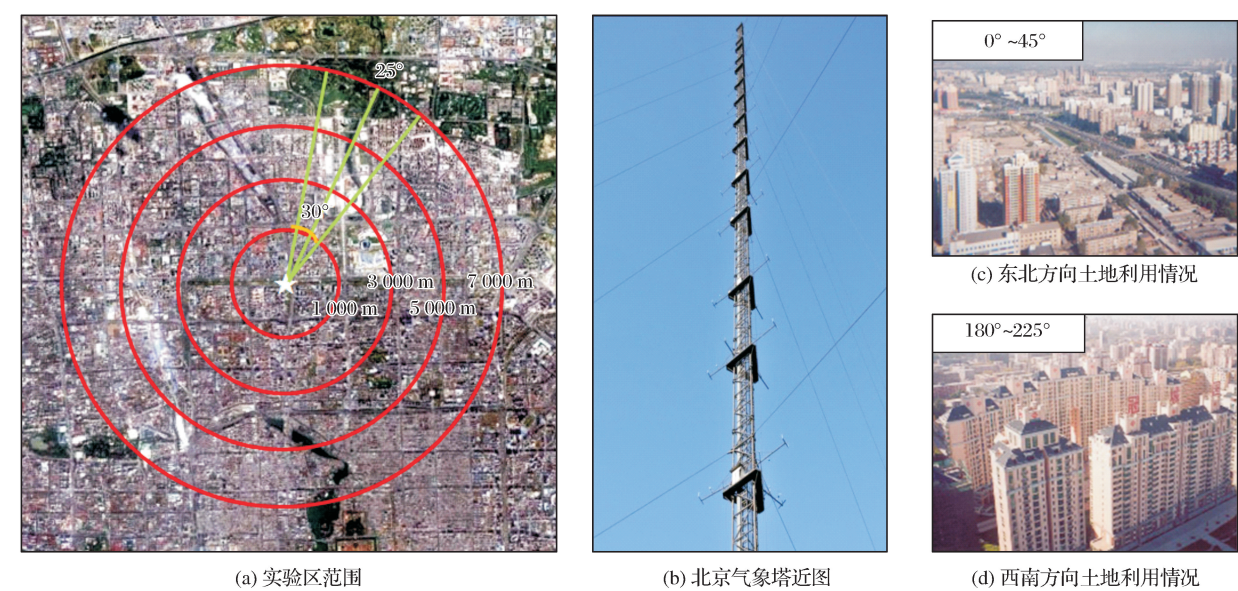 25°
30°
3 000 m
7 000 m
1 000 m
5 000 m
(a) 实验区范围
(b) 北京气象塔近图
0° ~45°
(c) 东北方向土地利用情况
180°~225°
(d) 西南方向土地利用情况